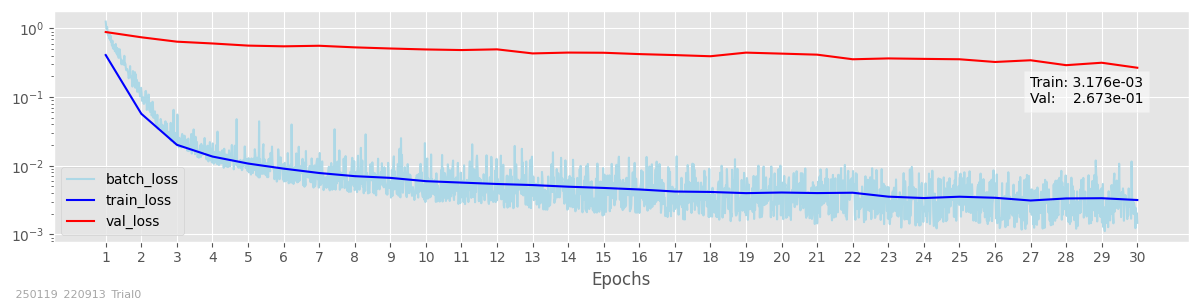 10⁰
10⁻¹
10⁻²
10⁻³
Train: 3.176e-03
Val: 2.673e-01
batch_loss
train_loss
val_loss
1 2 3 4 5 6 7 8 9 10 11 12 13 14 15 16 17 18 19 20 21 22 23 24 25 26 27 28 29 30
Epochs
250119_220913_Trial0